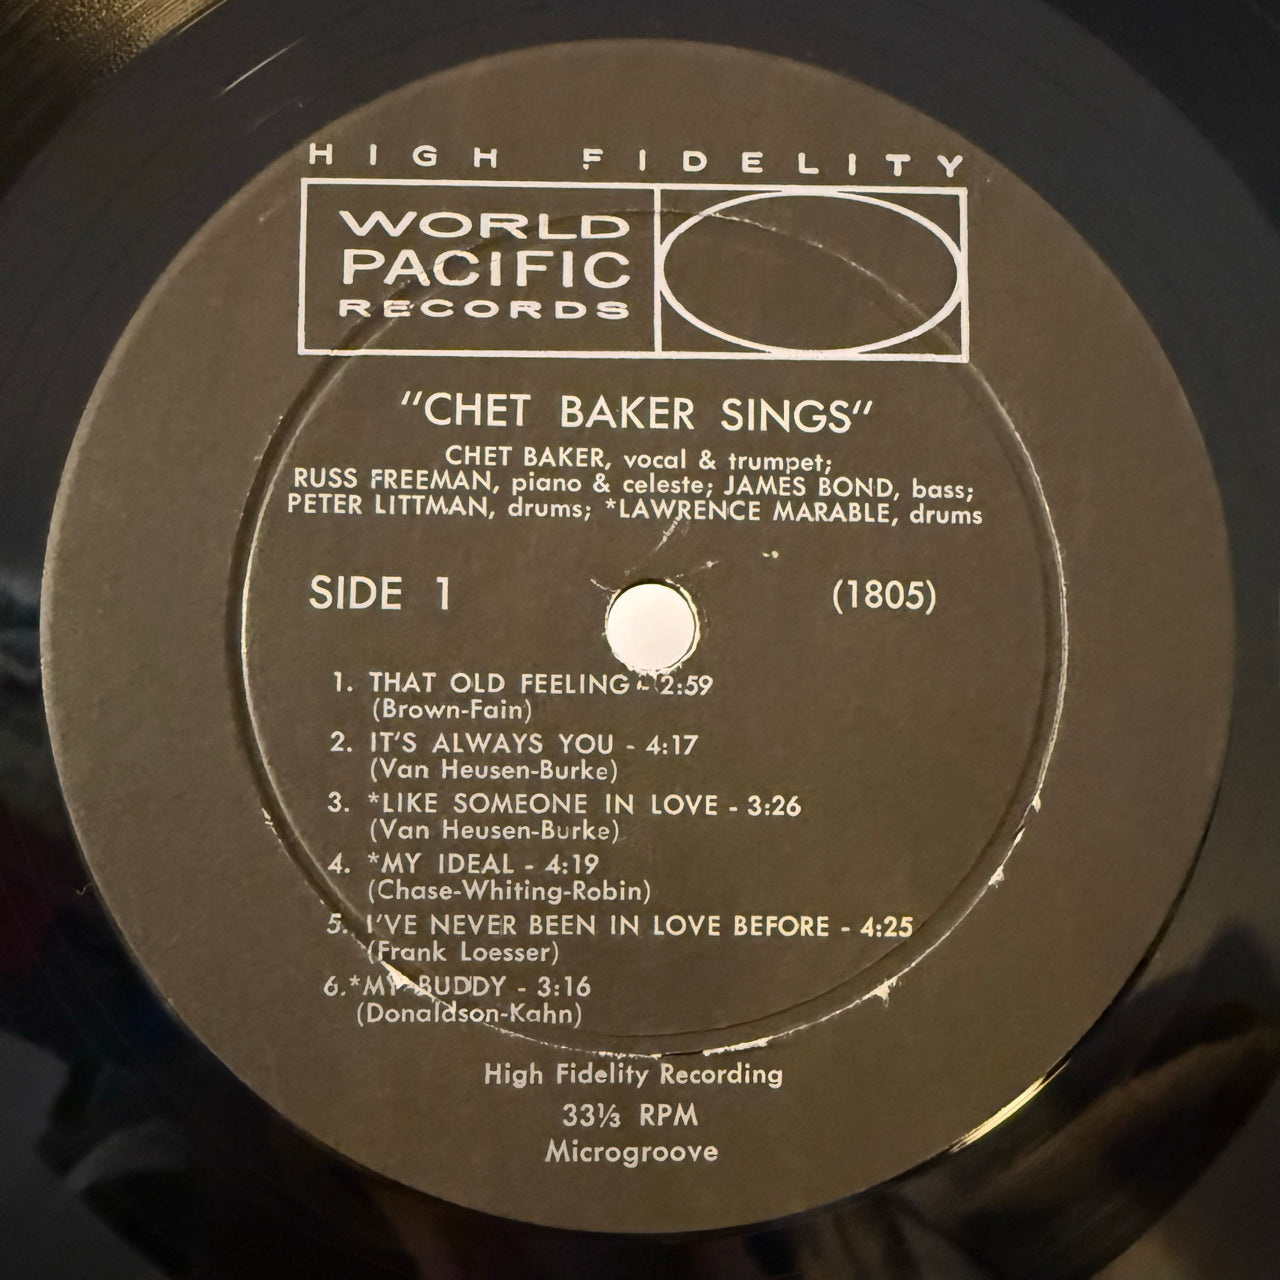 HIGH FIDELITY
WORLD
PACIFIC
RECORDS
"CHET BAKER SINGS"
CHET BAKER, vocal & trumpet;
RUSS FREEMAN, piano & celeste; JAMES BOND, bass;
PETER LITTMAN, drums; *LAWRENCE MARABLE, drums
SIDE 1 (1805)
1. THAT OLD FEELING - 2:59
(Brown-Fain)
2. IT'S ALWAYS YOU - 4:17
(Van Heusen-Burke)
3. *LIKE SOMEONE IN LOVE - 3:26
(Van Heusen-Burke)
4. *MY IDEAL - 4:19
(Chase-Whiting-Robin)
5. I'VE NEVER BEEN IN LOVE BEFORE - 4:25
(Frank Loesser)
6.*MY BUDDY - 3:16
(Donaldson-Kahn)
High Fidelity Recording
33⅓ RPM
Microgroove